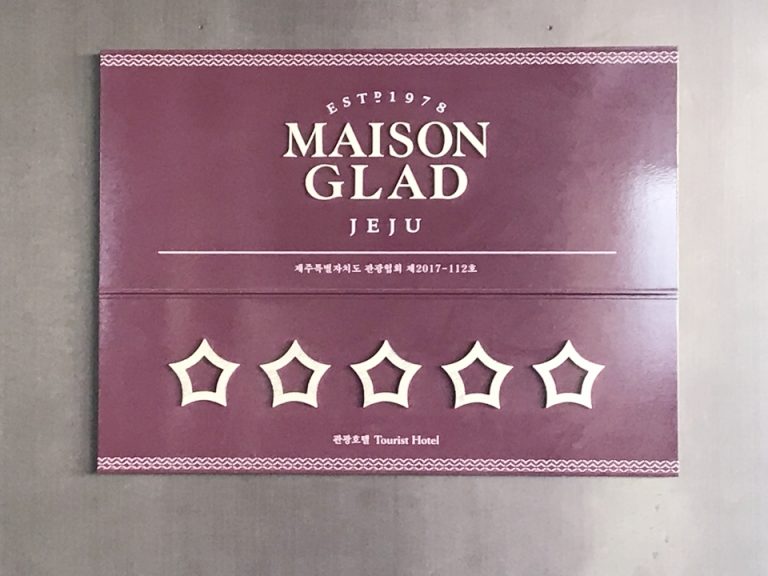 ESTD 1978
MAISON
GLAD
JEJU
제주특별자치도 관광협회 제2017-112호
관광호텔 Tourist Hotel